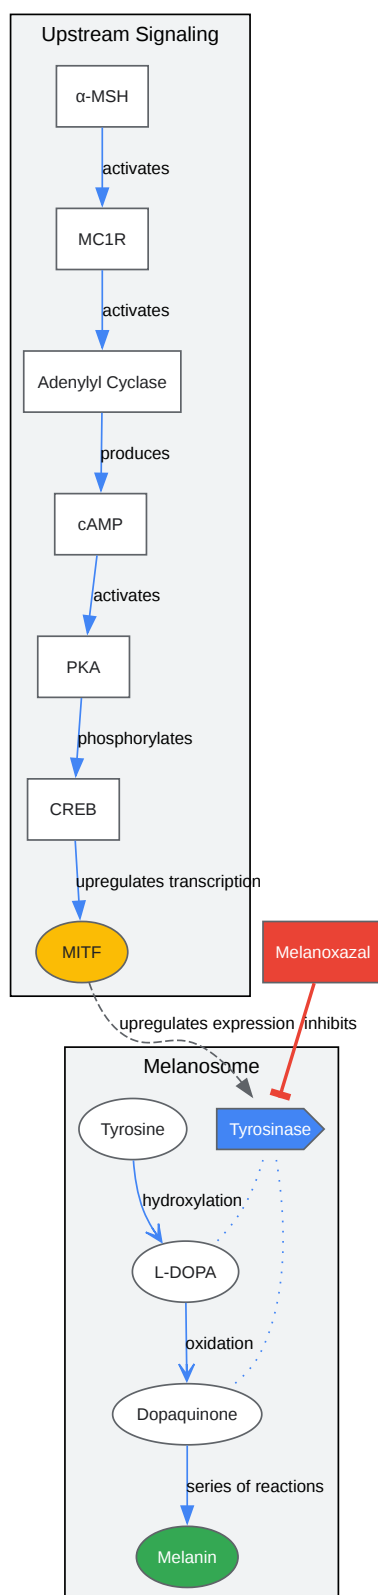 Upstream Signaling
α-MSH
activates
MC1R
activates
Adenylyl Cyclase
produces
cAMP
activates
PKA
phosphorylates
CREB
upregulates transcription
MITF
Melanoxazal
upregulates expression
inhibits
Melanosome
Tyrosine
Tyrosinase
hydroxylation
L-DOPA
oxidation
Dopaquinone
series of reactions
Melanin